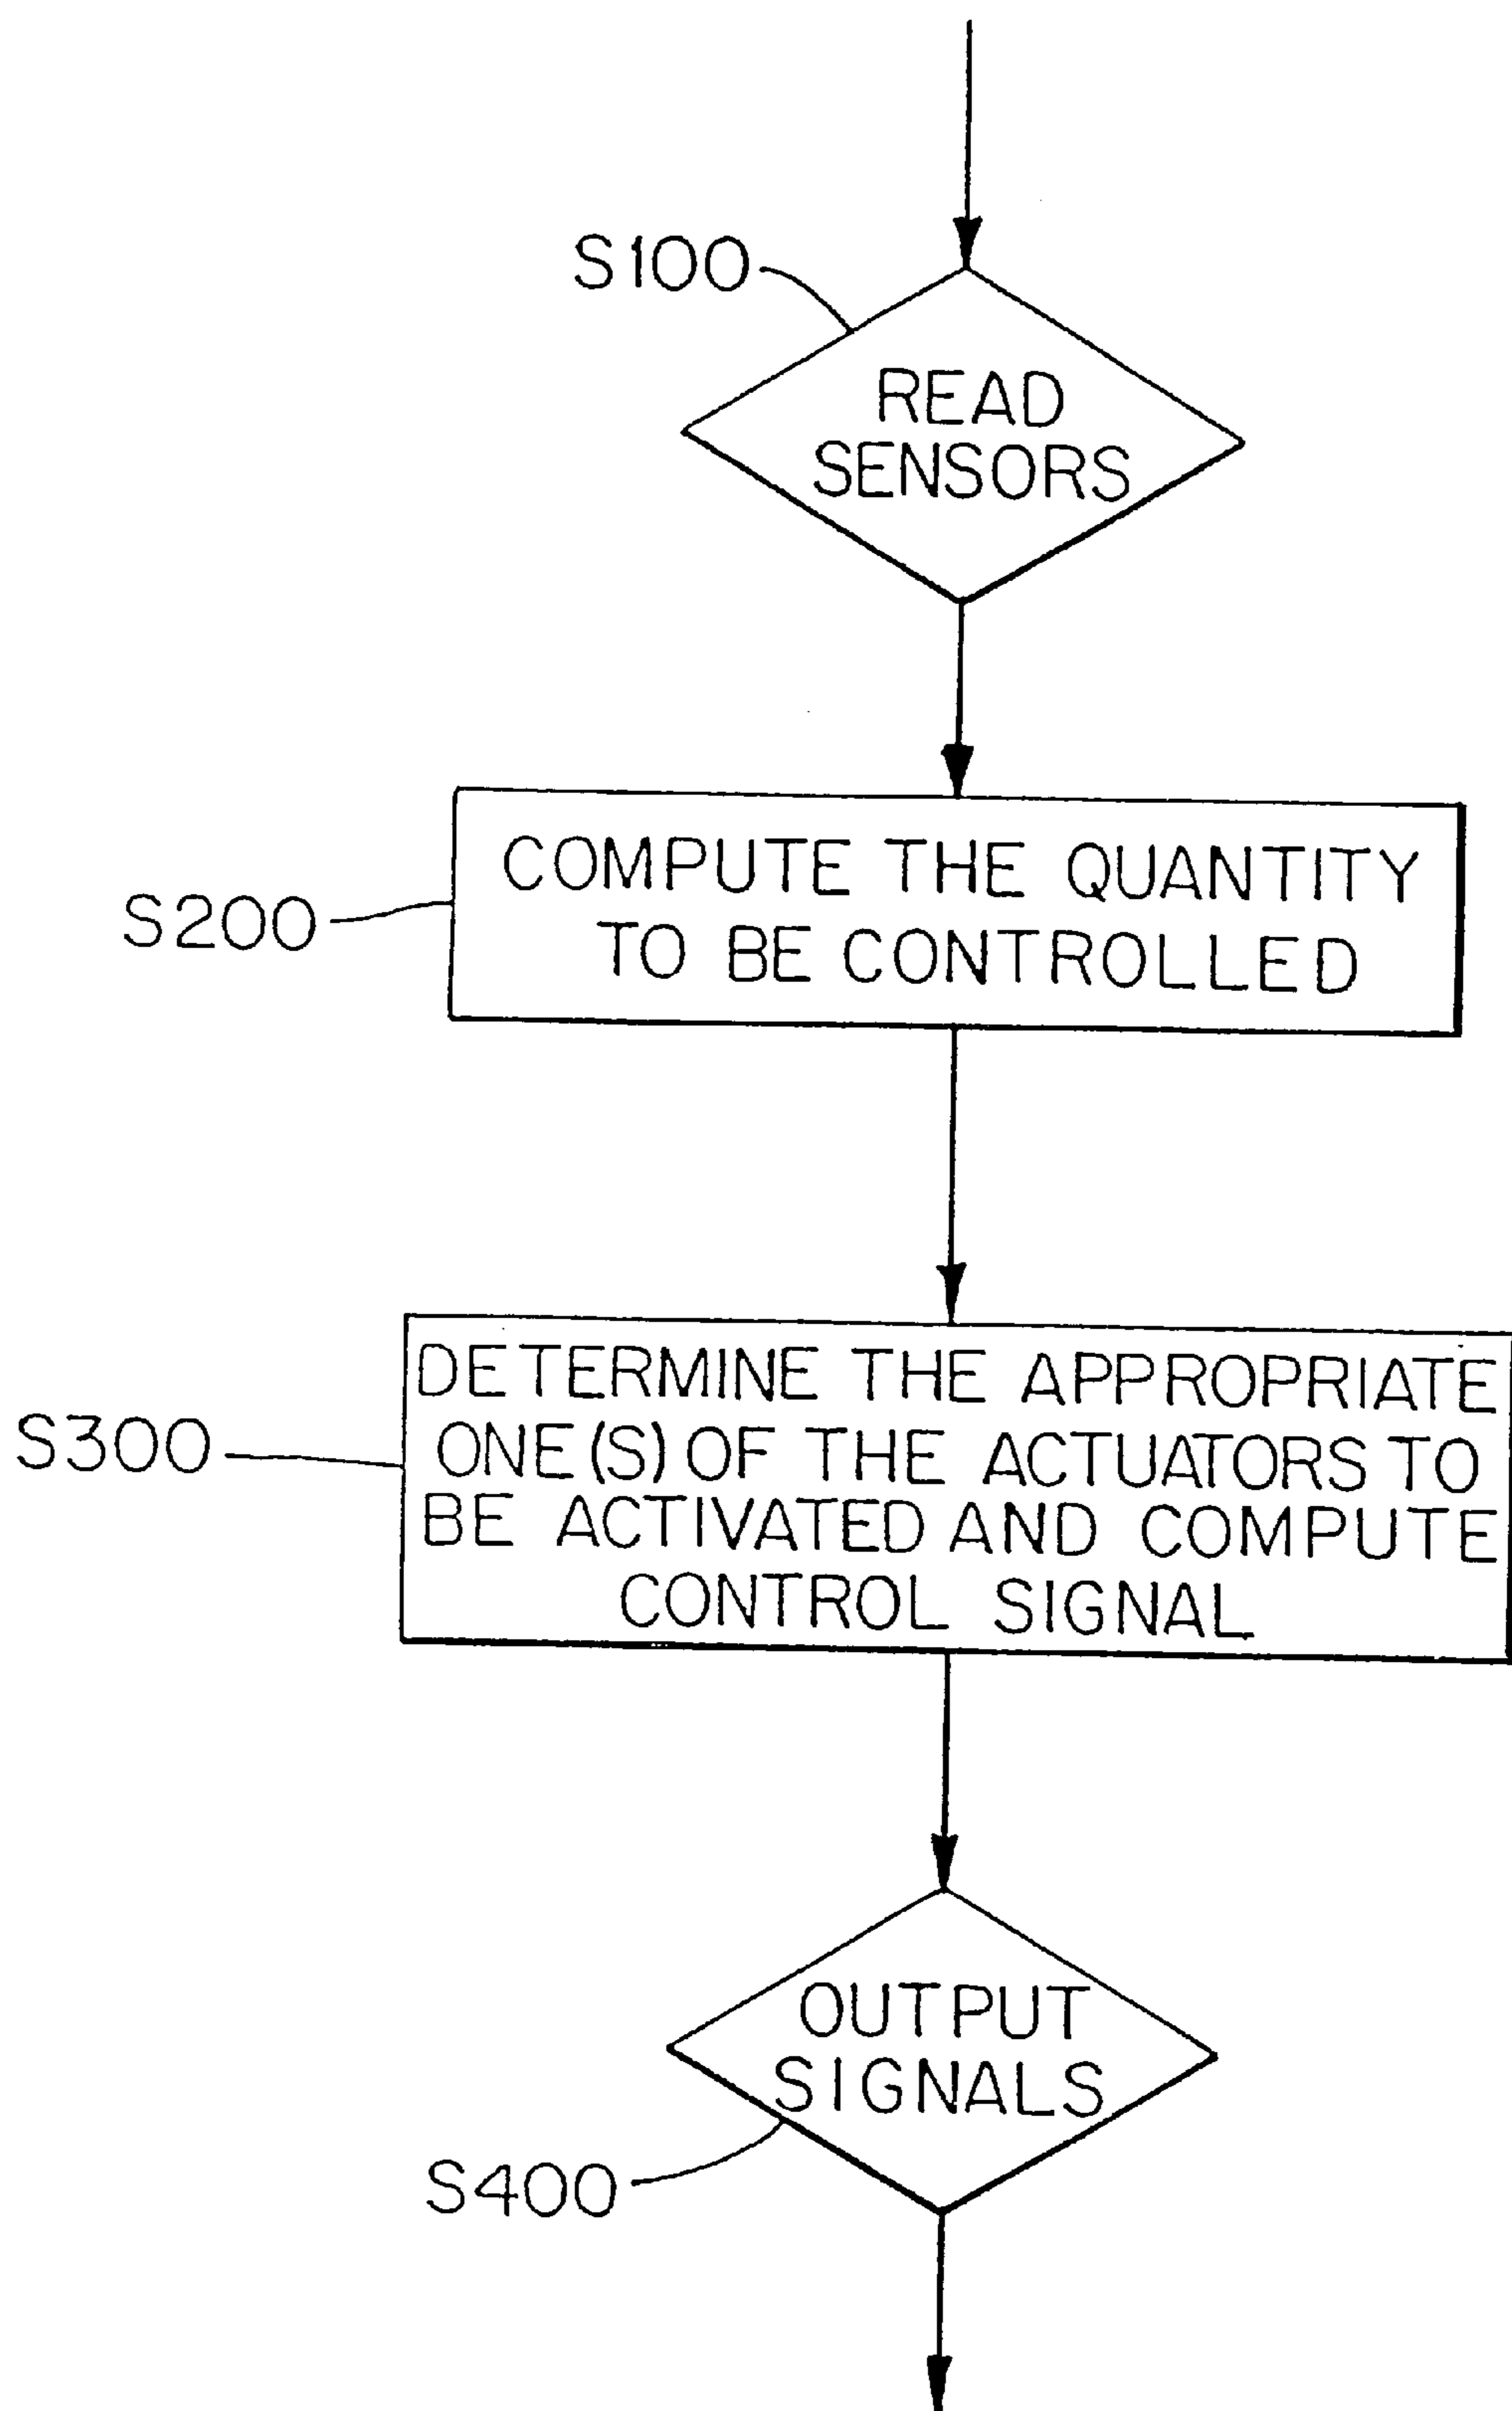 S100
READ
SENSORS
COMPUTE THE QUANTITY
TO BE CONTROLLED
S200
DETERMINE THE APPROPRIATE
ONE(S) OF THE ACTUATORS TO
BE ACTIVATED AND COMPUTE
CONTROL SIGNAL
S300
OUTPUT
SIGNALS
S400